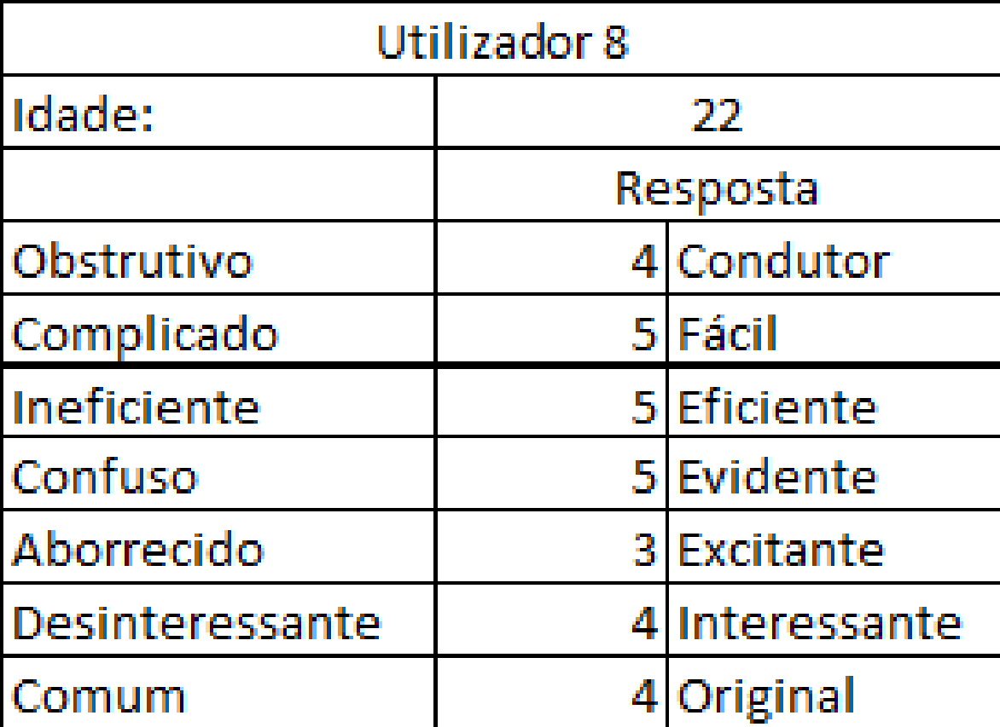 Utilizador 8
Idade: 22
Resposta
Obstrutivo 4 Condutor
Complicado 5 Fácil
Ineficiente 5 Eficiente
Confuso 5 Evidente
Aborrecido 3 Excitante
Desinteressante 4 Interessante
Comum 4 Original